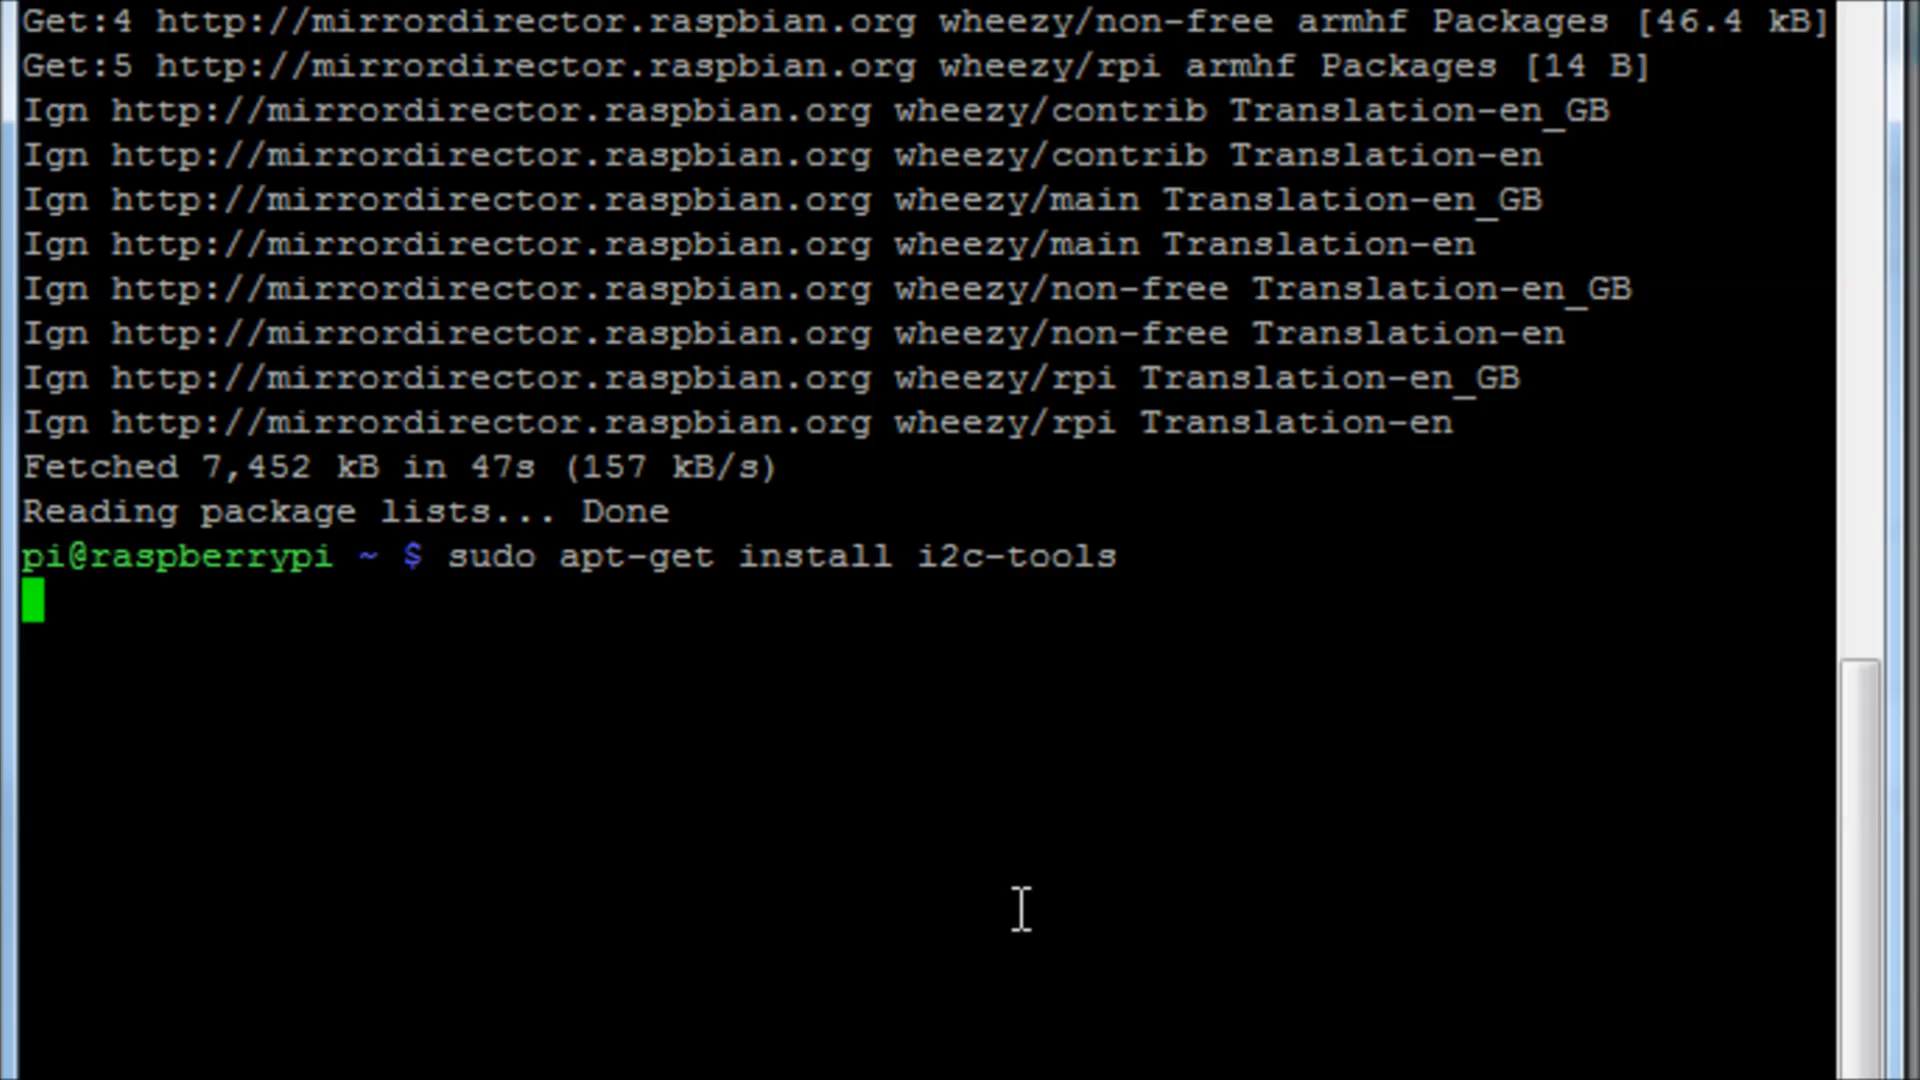 Get:4 http://mirrordirector.raspbian.org wheezy/non-free armhf Packages [46.4 kB]
Get:5 http://mirrordirector.raspbian.org wheezy/rpi armhf Packages [14 B]
Ign http://mirrordirector.raspbian.org wheezy/contrib Translation-en_GB
Ign http://mirrordirector.raspbian.org wheezy/contrib Translation-en
Ign http://mirrordirector.raspbian.org wheezy/main Translation-en_GB
Ign http://mirrordirector.raspbian.org wheezy/main Translation-en
Ign http://mirrordirector.raspbian.org wheezy/non-free Translation-en_GB
Ign http://mirrordirector.raspbian.org wheezy/non-free Translation-en
Ign http://mirrordirector.raspbian.org wheezy/rpi Translation-en_GB
Ign http://mirrordirector.raspbian.org wheezy/rpi Translation-en
Fetched 7,452 kB in 47s (157 kB/s)
Reading package lists... Done
pi@raspberrypi ~ $ sudo apt-get install i2c-tools